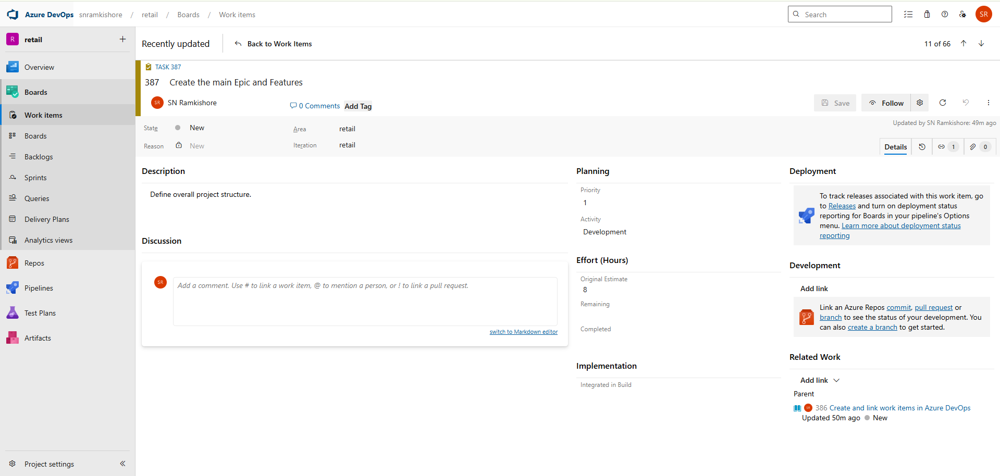 Azure DevOps snramkishore / retail / Boards / Work items
Search
SR
R retail
Overview
Boards
Work items
Boards
Backlogs
Sprints
Queries
Delivery Plans
Analytics views
Repos
Pipelines
Test Plans
Artifacts
Project settings
Recently updated
Back to Work Items
11 of 66
TASK 387
387 Create the main Epic and Features
SR SN Ramkishore
0 Comments
Add Tag
Save
Follow
State New
Area retail
Updated by SN Ramkishore: 49m ago
Reason New
Iteration retail
Details
1
0
Description
Define overall project structure.
Discussion
SR
Add a comment. Use # to link a work item, @ to mention a person, or ! to link a pull request.
switch to Markdown editor
Planning
Priority
1
Activity
Development
Effort (Hours)
Original Estimate
8
Remaining
Completed
Implementation
Integrated in Build
Deployment
To track releases associated with this work item, go
to Releases and turn on deployment status
reporting for Boards in your pipeline's Options
menu. Learn more about deployment status
reporting
Development
Add link
Link an Azure Repos commit, pull request or
branch to see the status of your development. You
can also create a branch to get started.
Related Work
Add link
Parent
SR 386 Create and link work items in Azure DevOps
Updated 50m ago New